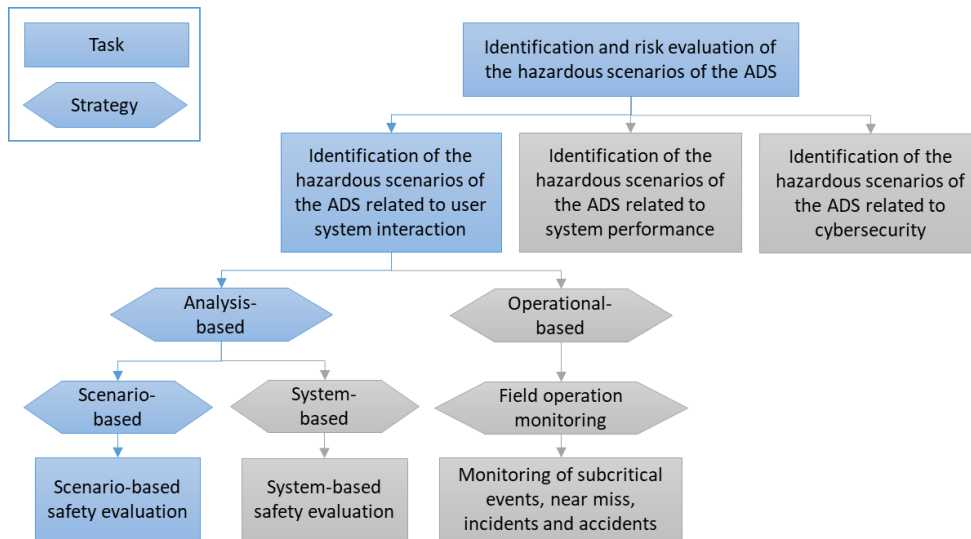 Task
Strategy
Identification and risk evaluation of
the hazardous scenarios of the ADS
Identification of the
hazardous scenarios of
the ADS related to user
system interaction
Identification of the
hazardous scenarios of
the ADS related to
system performance
Identification of the
hazardous scenarios of
the ADS related to
cybersecurity
Analysis-
based
Operational-
based
Scenario-
based
System-
based
Field operation
monitoring
Scenario-based
safety evaluation
System-based
safety evaluation
Monitoring of subcritical
events, near miss,
incidents and accidents